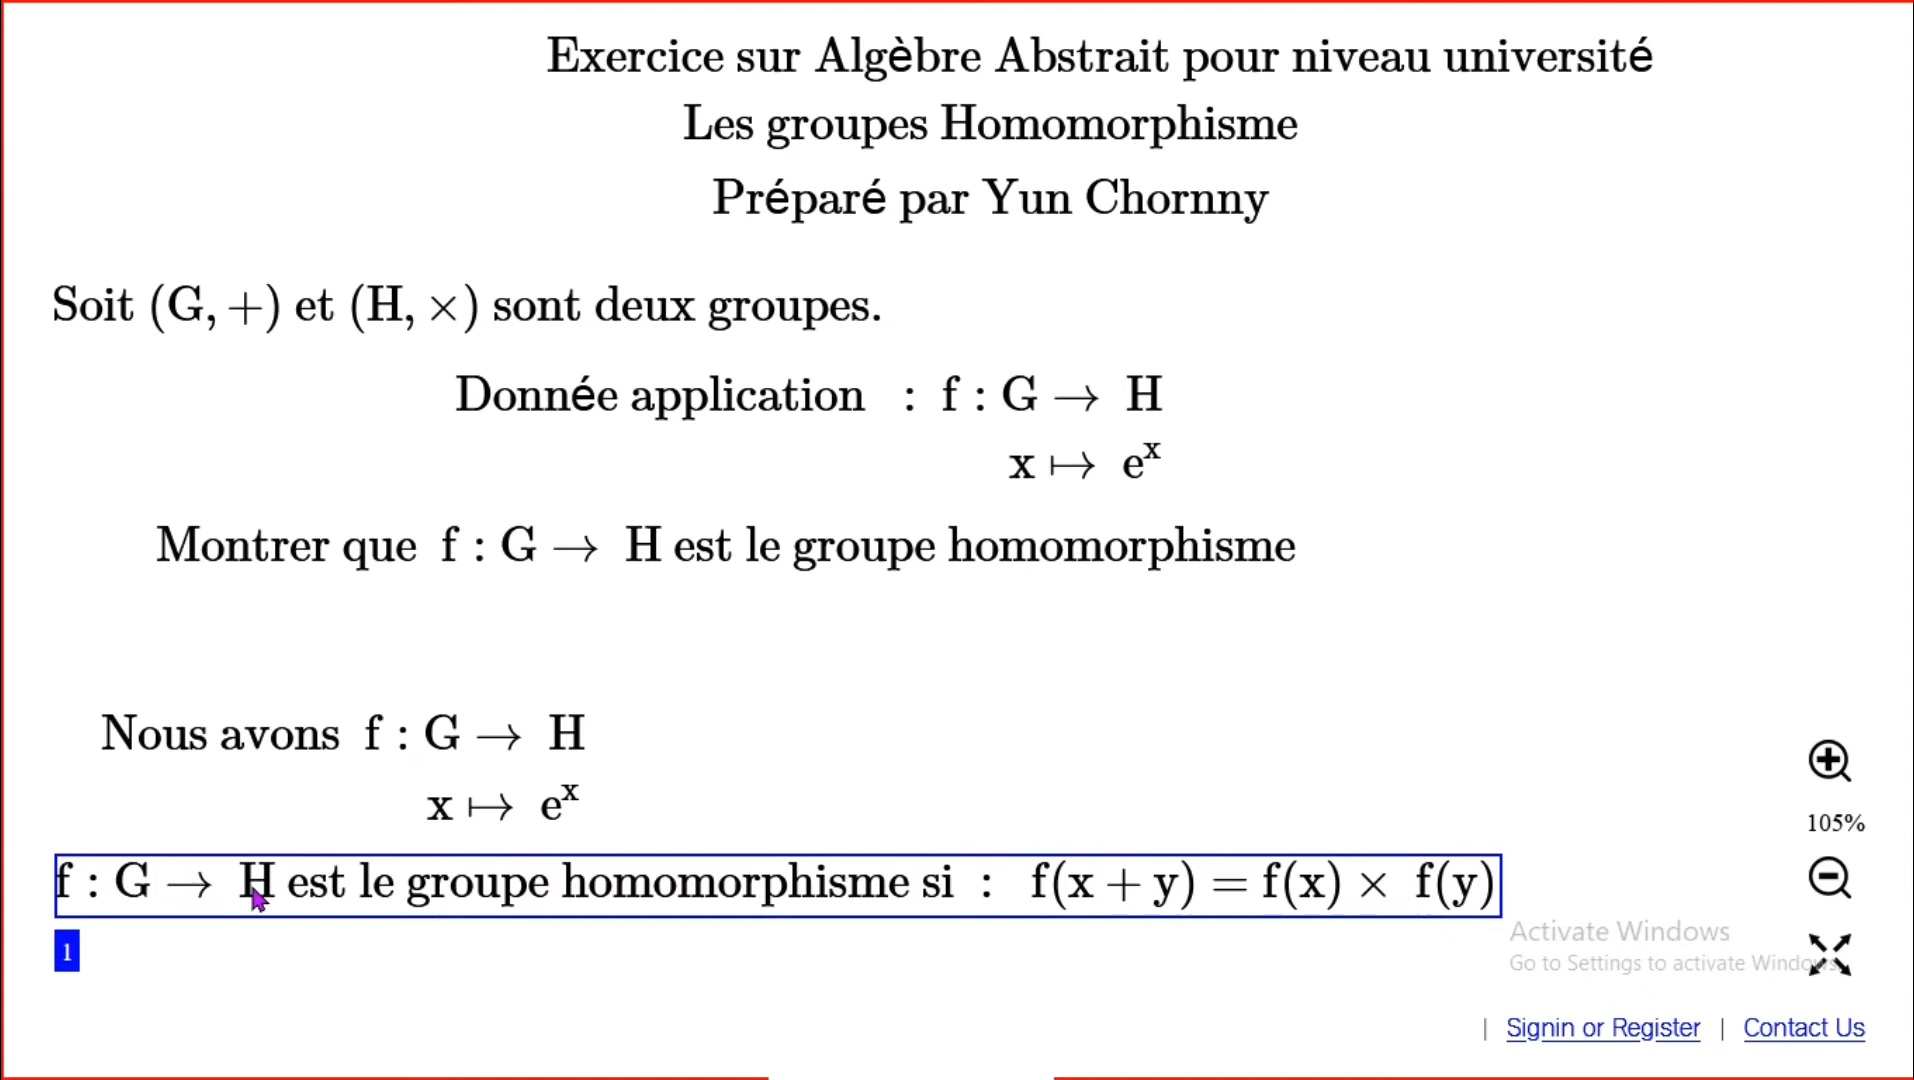 Exercice sur Algèbre Abstrait pour niveau université
Les groupes Homomorphisme
Préparé par Yun Chornny
Soit (G, +) et (H, ×) sont deux groupes.
Donnée application : f : G → H
x ↦ eˣ
Montrer que f : G → H est le groupe homomorphisme
Nous avons f : G → H
x ↦ eˣ
f : G → H est le groupe homomorphisme si : f(x + y) = f(x) × f(y)
1
105%
Activate Windows
Go to Settings to activate Windows.
| Signin or Register | Contact Us